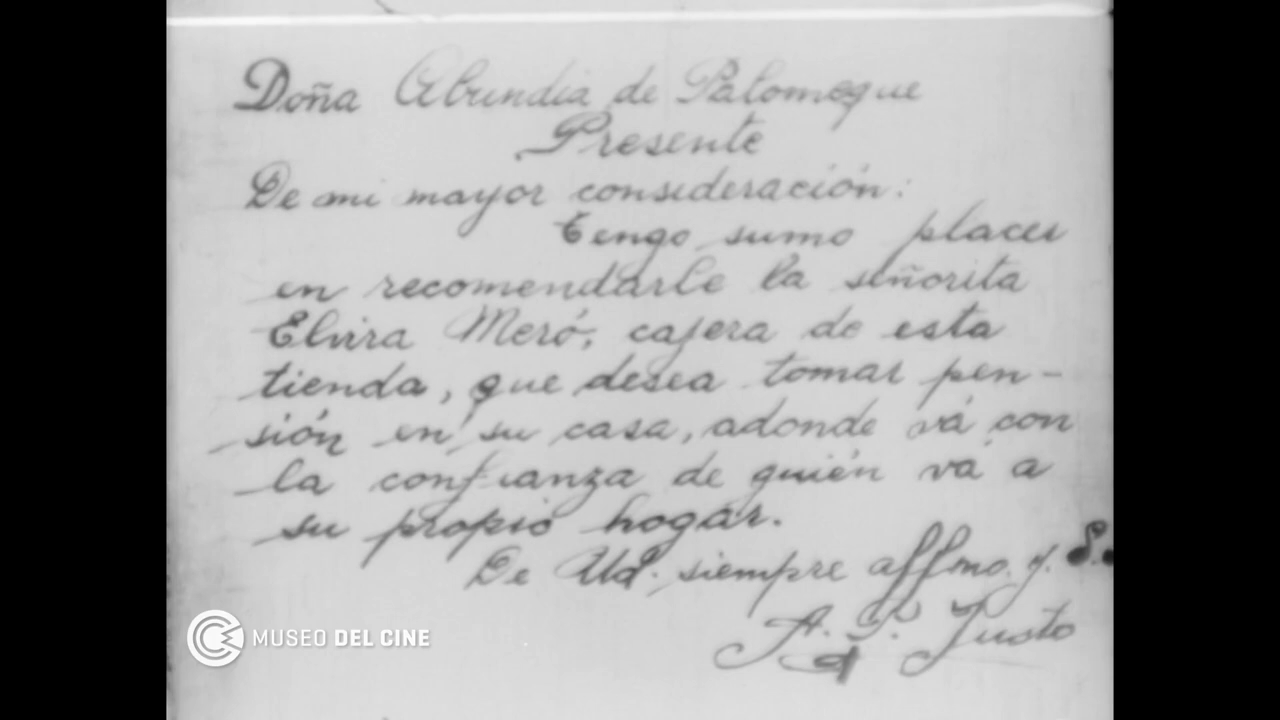 Doña Abundia de Palomeque
Presente
De mi mayor consideración:
Tengo sumo placer
en recomendarle la señorita
Elvira Meró, cajera de esta
tienda, que desea tomar pen-
sión en su casa, adonde vá con
la confianza de quién vá a
su propio hogar.
De Ud. siempre affmo. y. S.
A. P. Justo
MUSEO DEL CINE